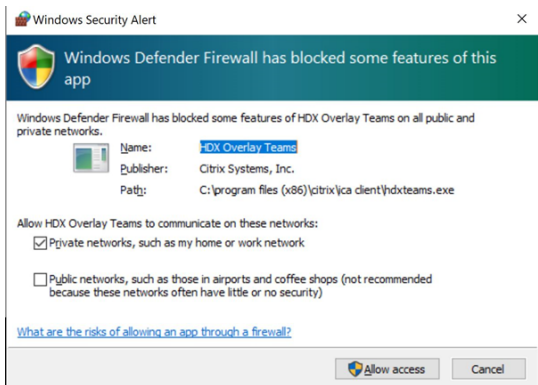 Windows Security Alert
Windows Defender Firewall has blocked some features of this
app
Windows Defender Firewall has blocked some features of HDX Overlay Teams on all public and
private networks.
Name: HDX Overlay Teams
Publisher: Citrix Systems, Inc.
Path: C:\program files (x86)\citrix\ica client\hdxteams.exe
Allow HDX Overlay Teams to communicate on these networks:
Private networks, such as my home or work network
Public networks, such as those in airports and coffee shops (not recommended
because these networks often have little or no security)
What are the risks of allowing an app through a firewall?
Allow access Cancel